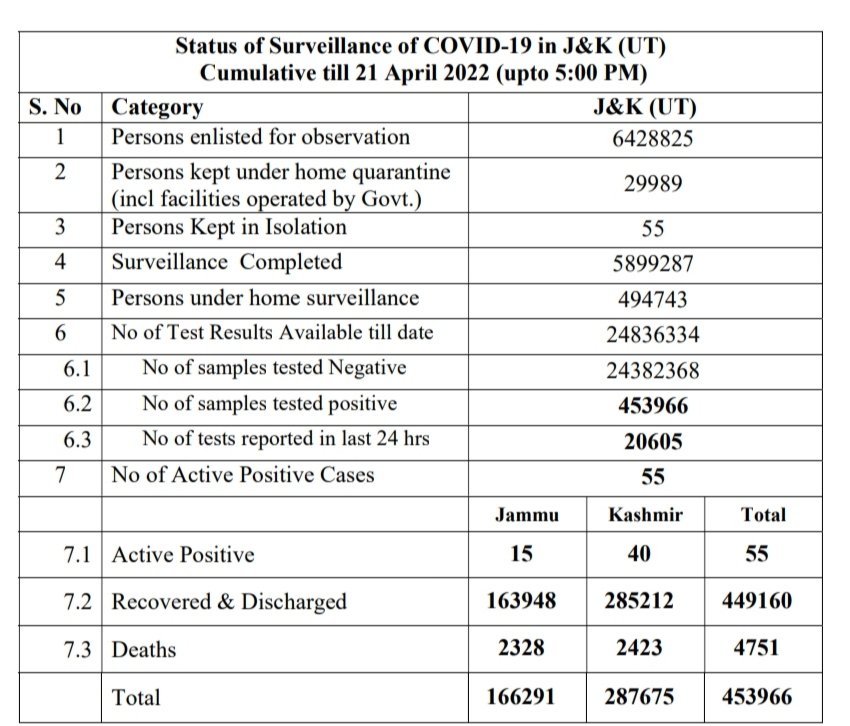 Status of Surveillance of COVID-19 in J&K (UT)
Cumulative till 21 April 2022 (upto 5:00 PM)
S. No Category J&K (UT)
1 Persons enlisted for observation 6428825
2 Persons kept under home quarantine
(incl facilities operated by Govt.) 29989
3 Persons Kept in Isolation 55
4 Surveillance Completed 5899287
5 Persons under home surveillance 494743
6 No of Test Results Available till date 24836334
6.1 No of samples tested Negative 24382368
6.2 No of samples tested positive 453966
6.3 No of tests reported in last 24 hrs 20605
7 No of Active Positive Cases 55
Jammu Kashmir Total
7.1 Active Positive 15 40 55
7.2 Recovered & Discharged 163948 285212 449160
7.3 Deaths 2328 2423 4751
Total 166291 287675 453966